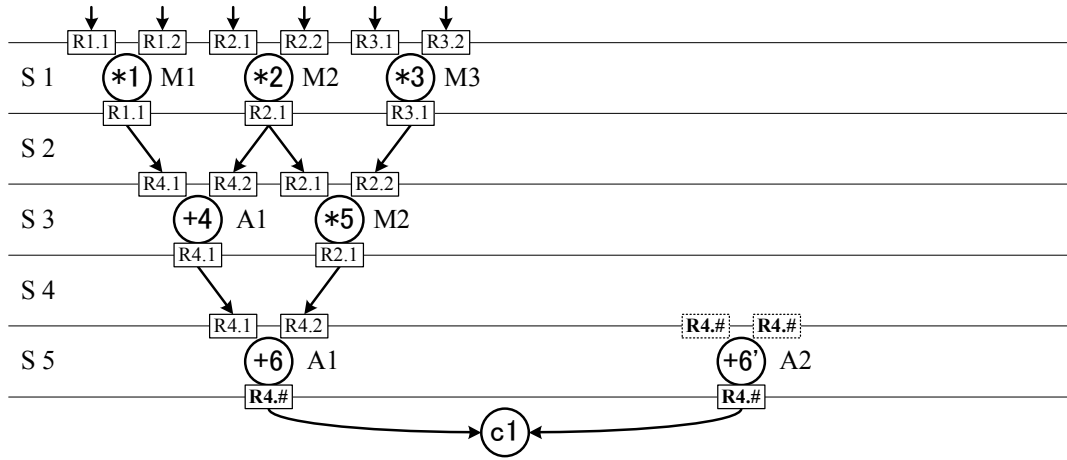 R1.1 R1.2 R2.1 R2.2 R3.1 R3.2
S 1 *1 M1 *2 M2 *3 M3
R1.1 R2.1 R3.1
S 2
R4.1 R4.2 R2.1 R2.2
S 3 +4 A1 *5 M2
R4.1 R2.1
S 4
R4.1 R4.2 R4.# R4.#
S 5 +6 A1 +6' A2
R4.# R4.#
c1